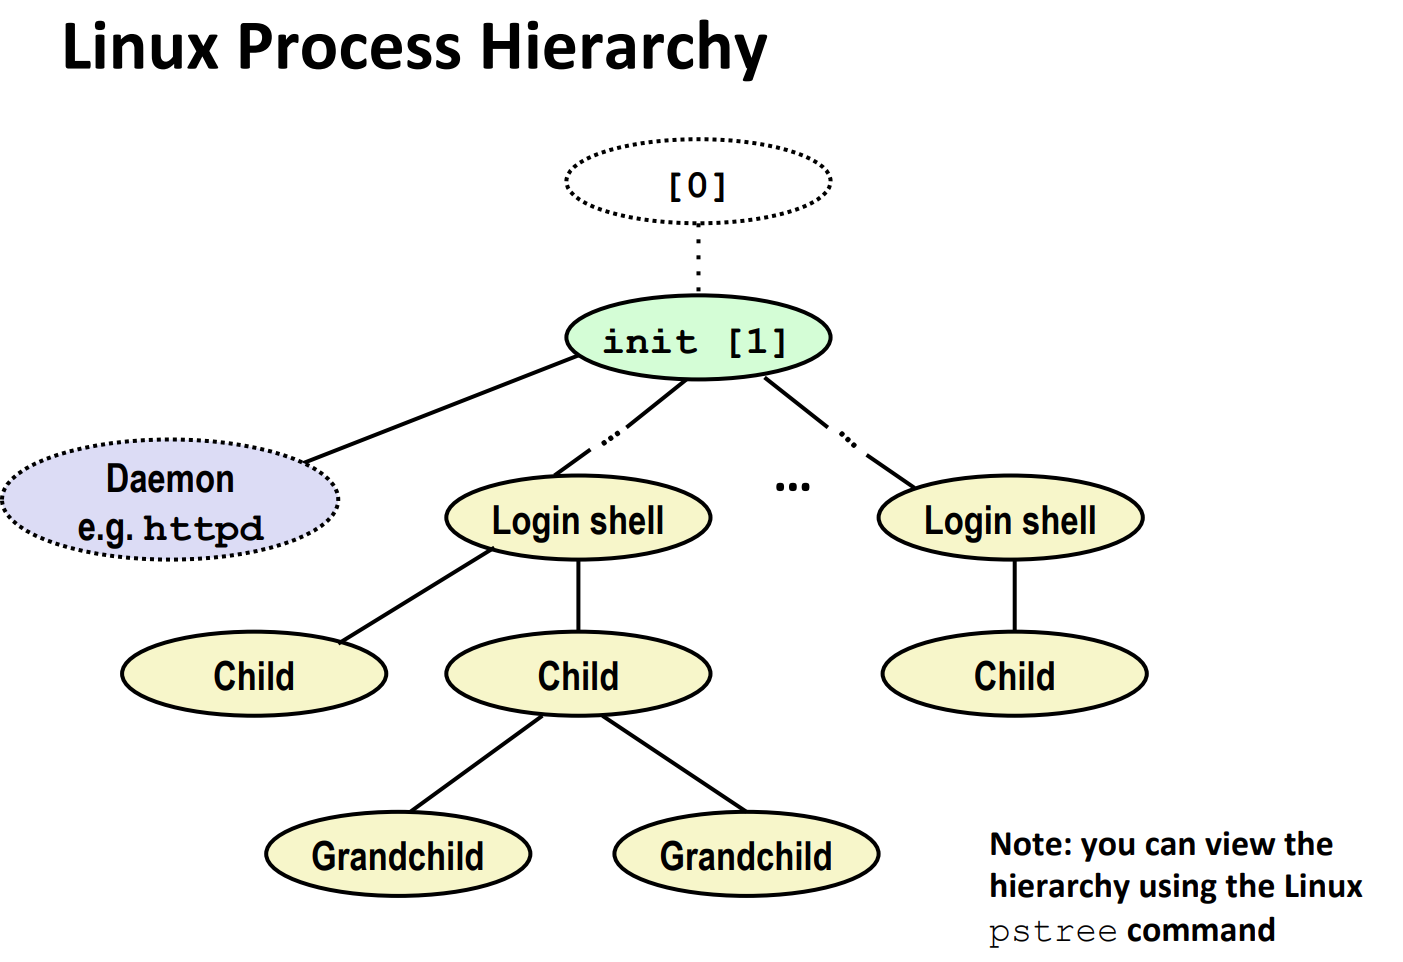 Linux Process Hierarchy
[0]
init [1]
Daemon
e.g. httpd
Login shell
...
Login shell
Child
Child
Child
Grandchild
Grandchild
Note: you can view the
hierarchy using the Linux
pstree command